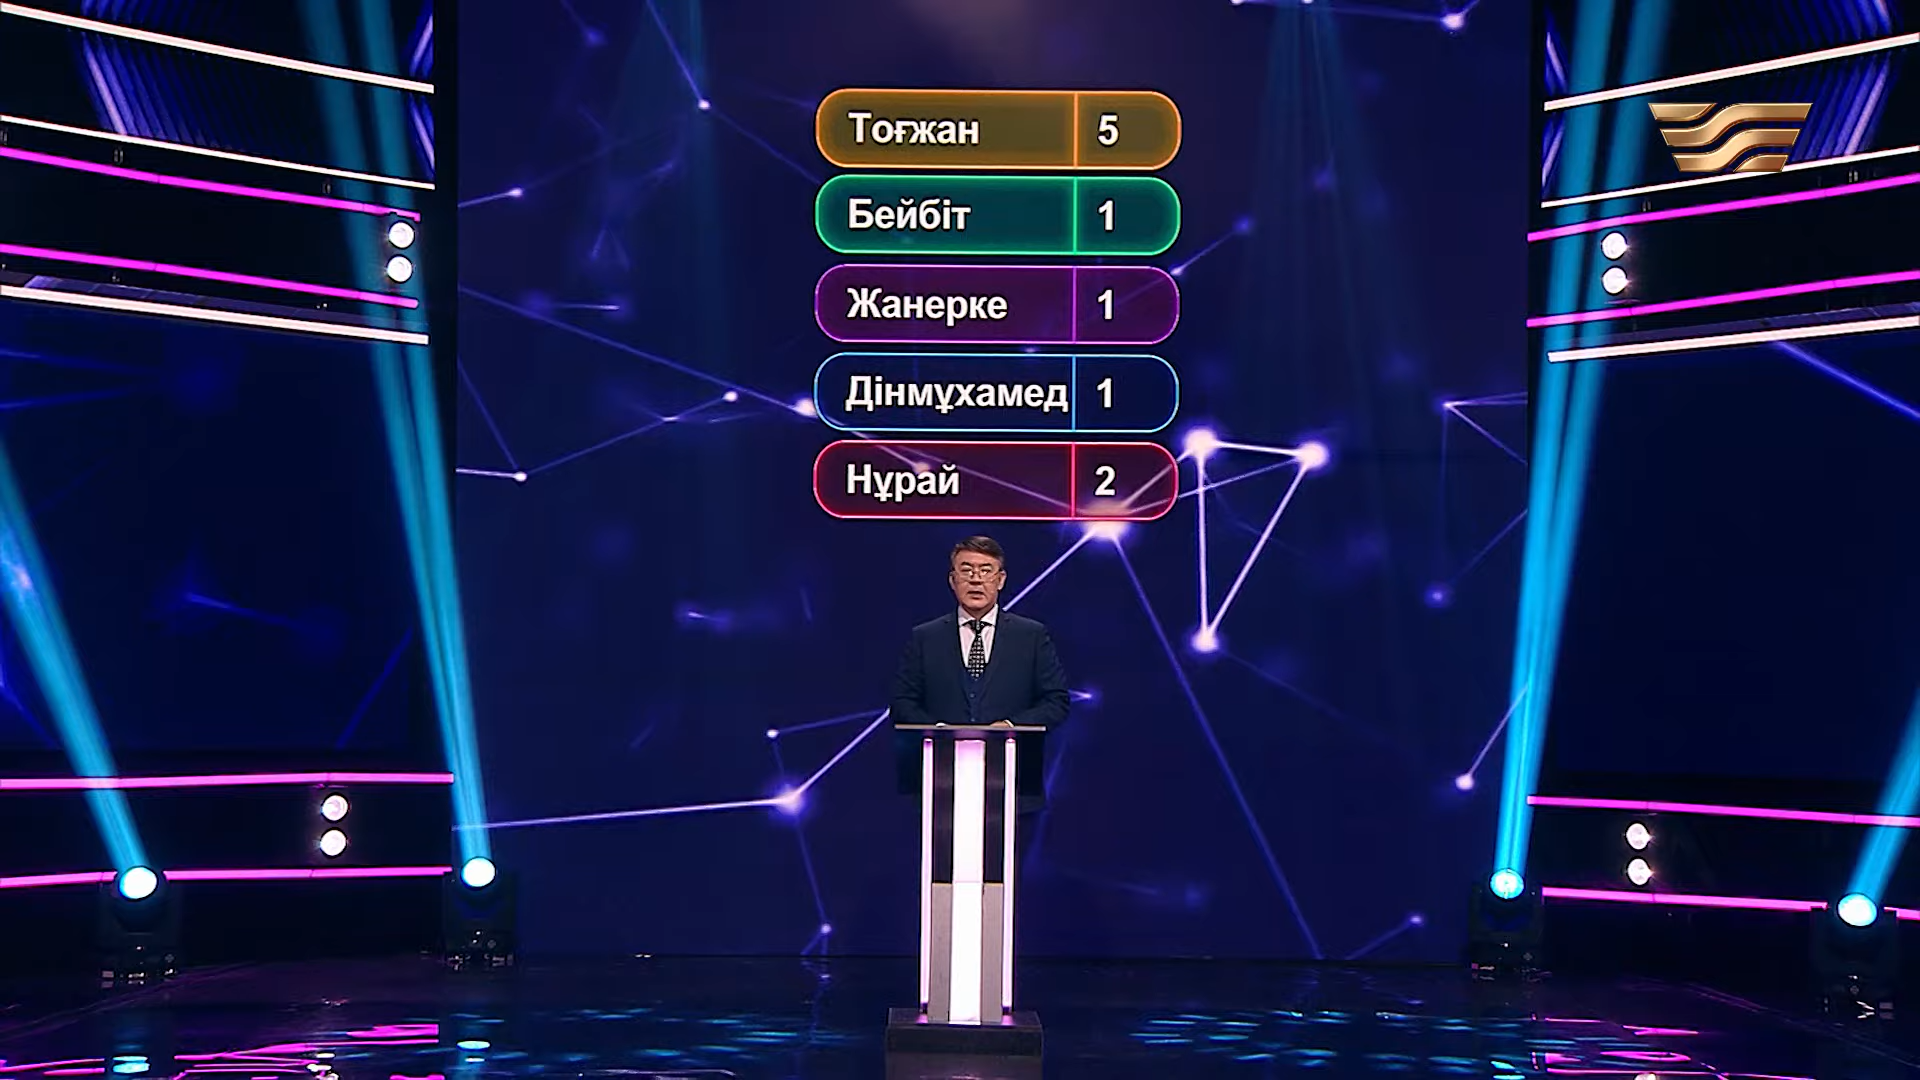 Тоғжан 5
Бейбіт 1
Жанерке 1
Дінмұхамед 1
Нұрай 2